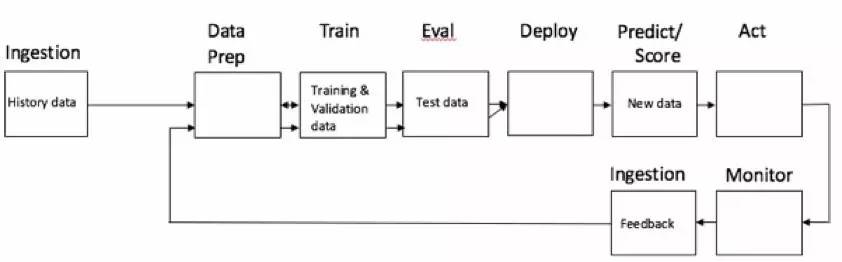 Ingestion
Data
Prep
Train
Eval
Deploy
Predict/
Score
Act
History data
Training &
Validation
data
Test data
New data
Ingestion
Monitor
Feedback